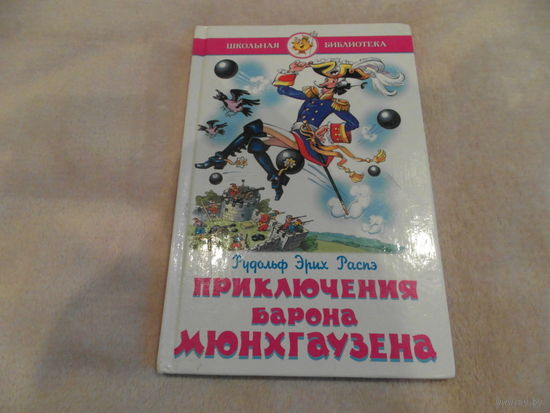 ШКОЛЬНАЯ БИБЛИОТЕКА
Рудольф Эрих Распэ
ПРИКЛЮЧЕНИЯ
БАРОНА
МЮНХГАУЗЕНА